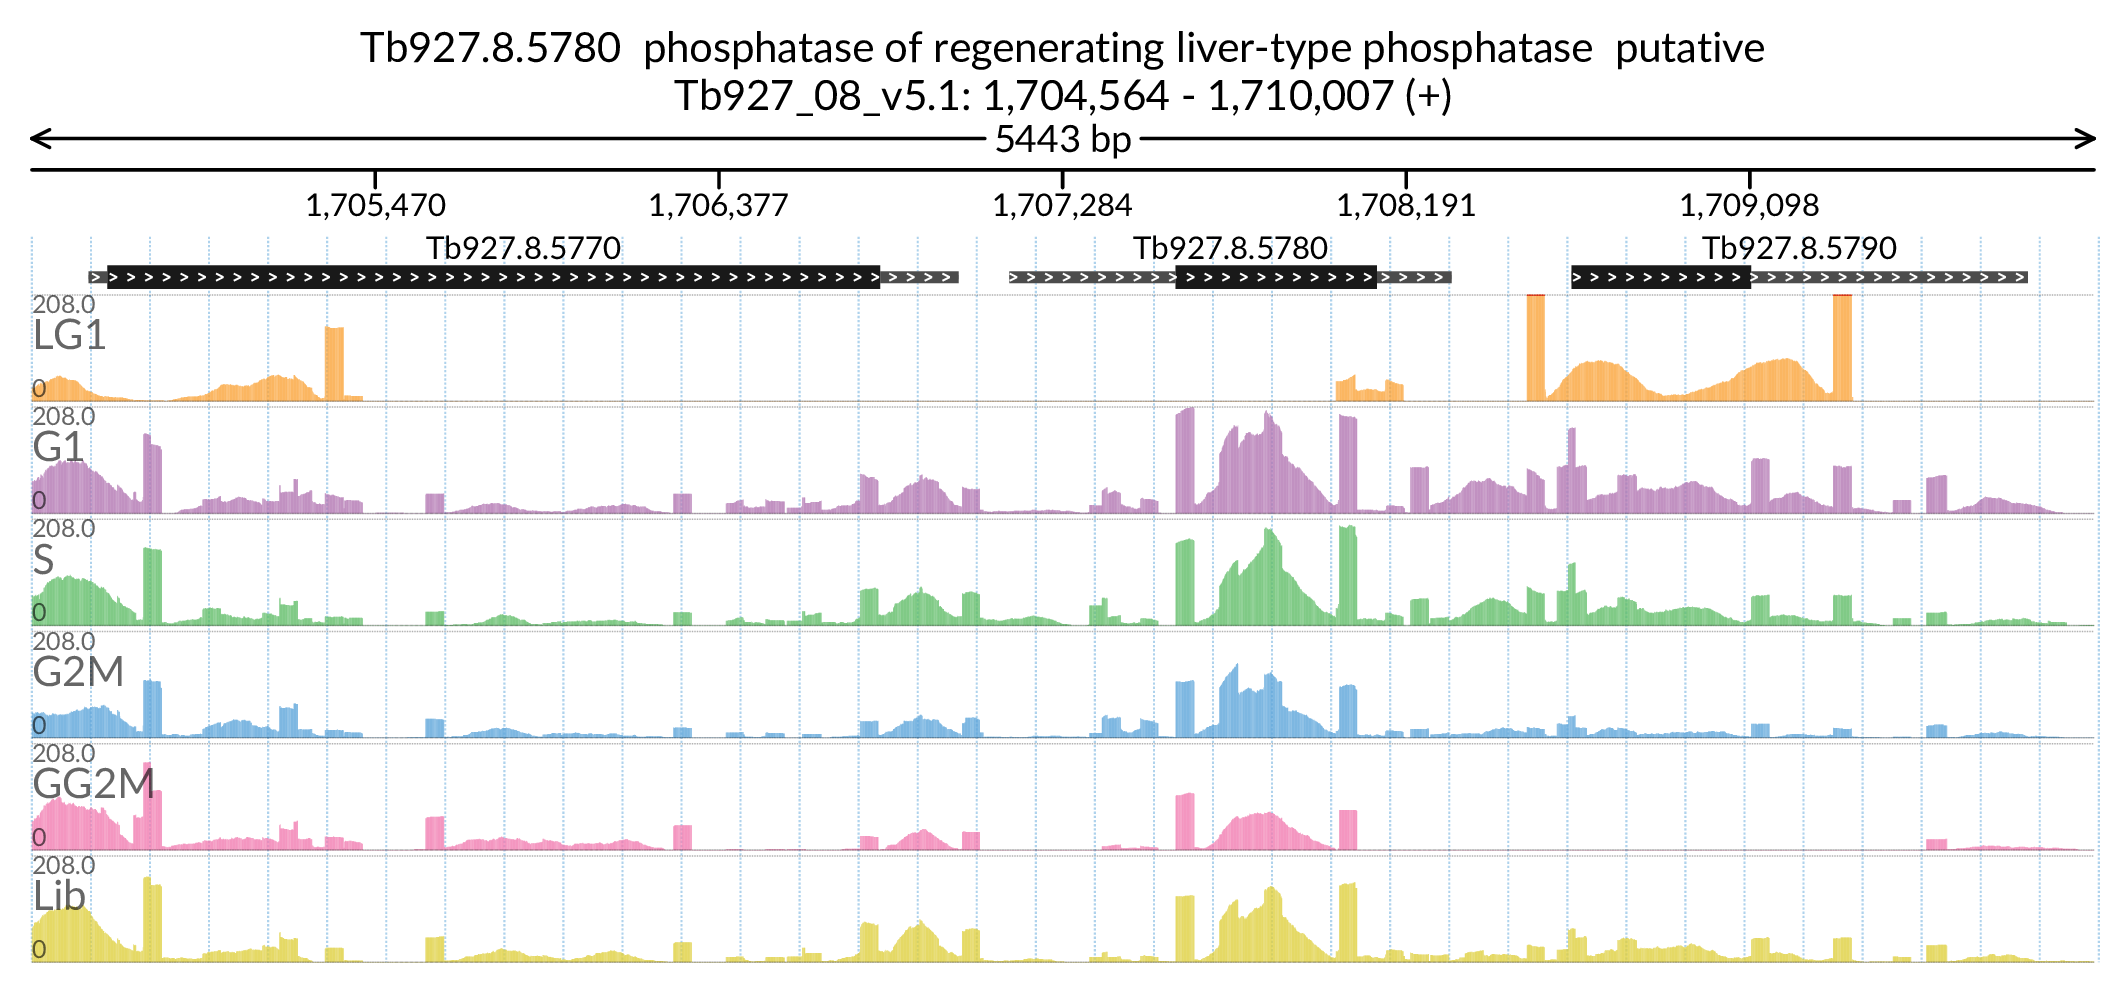 Tb927.8.5780  phosphatase of regenerating liver-type phosphatase  putative
Tb927_08_v5.1: 1,704,564 - 1,710,007 (+)
5443 bp
1,705,470 1,706,377 1,707,284 1,708,191 1,709,098
Tb927.8.5770 Tb927.8.5780 Tb927.8.5790
208.0
LG1
0
208.0
G1
0
208.0
S
0
208.0
G2M
0
208.0
GG2M
0
208.0
Lib
0